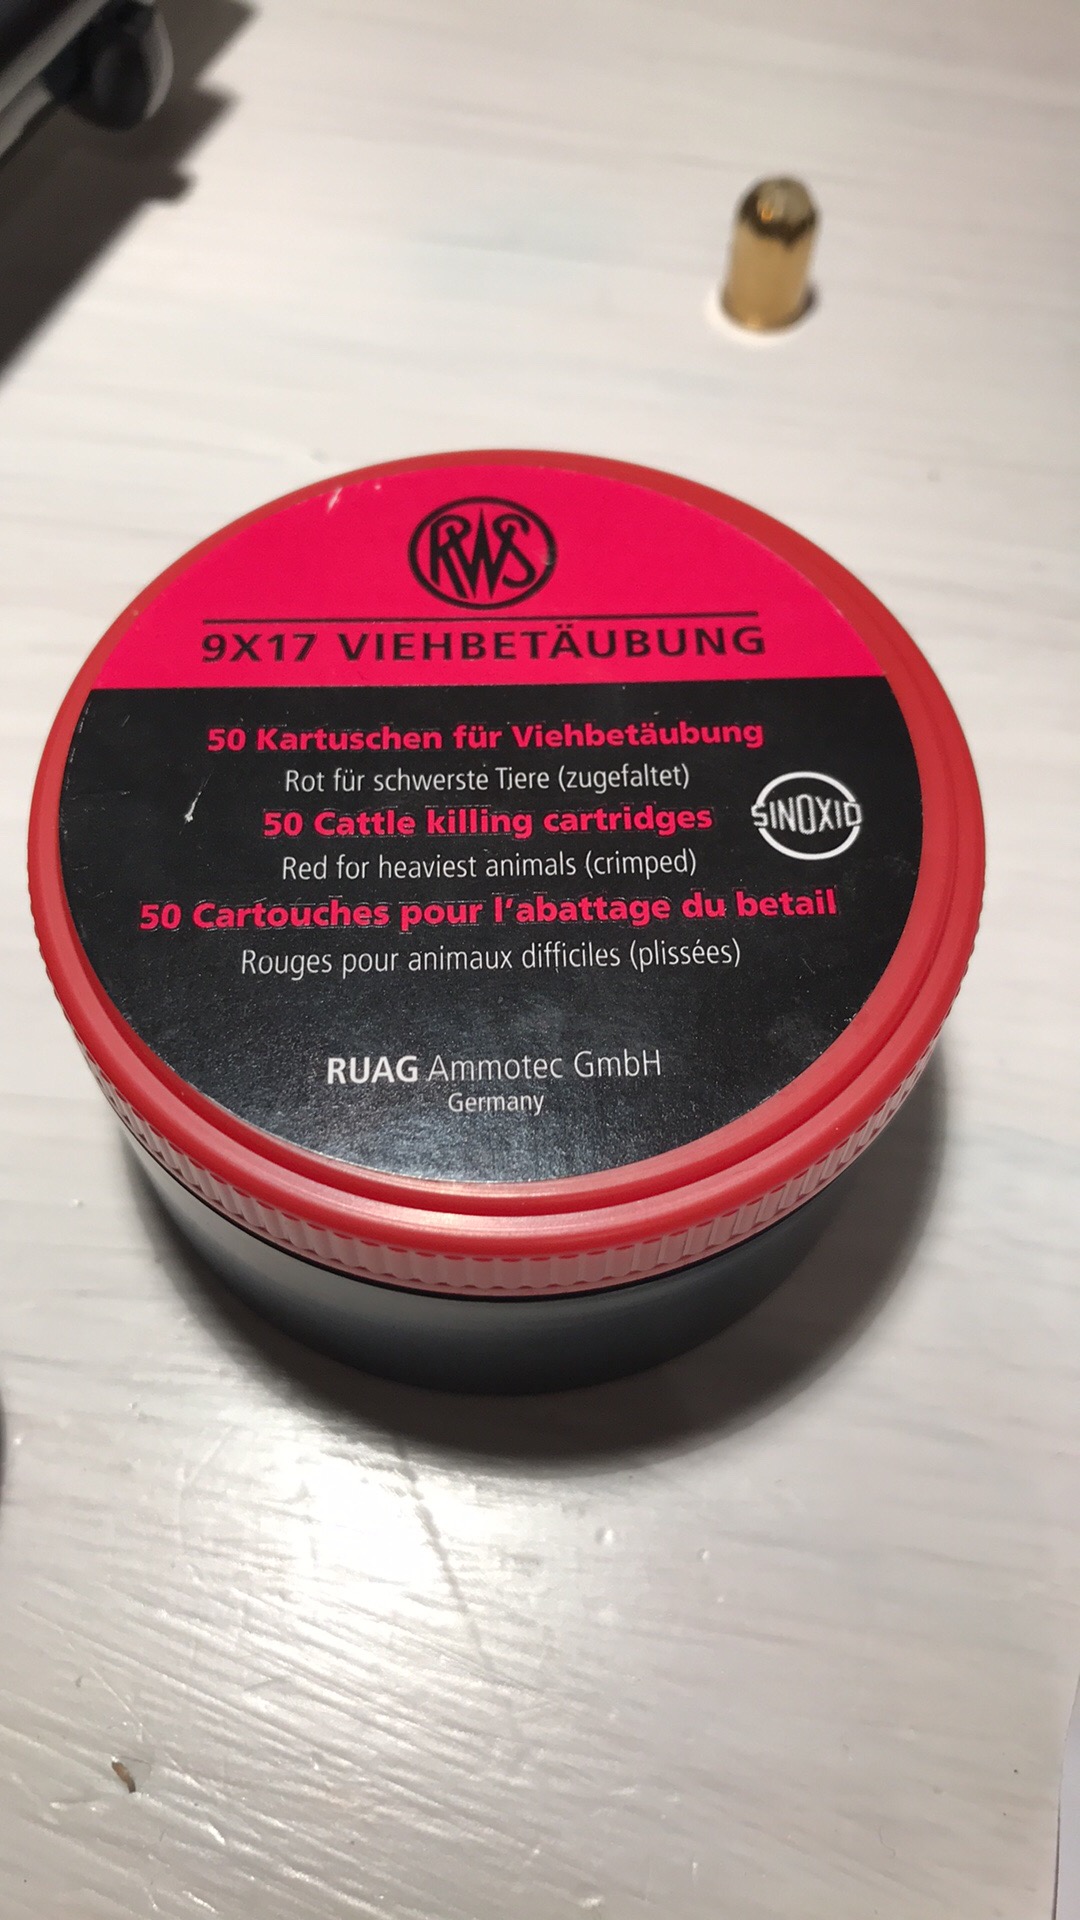 RWS
9X17 VIEHBETÄUBUNG
50 Kartuschen für Viehbetäubung
Rot für schwerste Tiere (zugefaltet)
50 Cattle killing cartridges
SINOXID
Red for heaviest animals (crimped)
50 Cartouches pour l'abattage du betail
Rouges pour animaux difficiles (plissées)
RUAG Ammotec GmbH
Germany